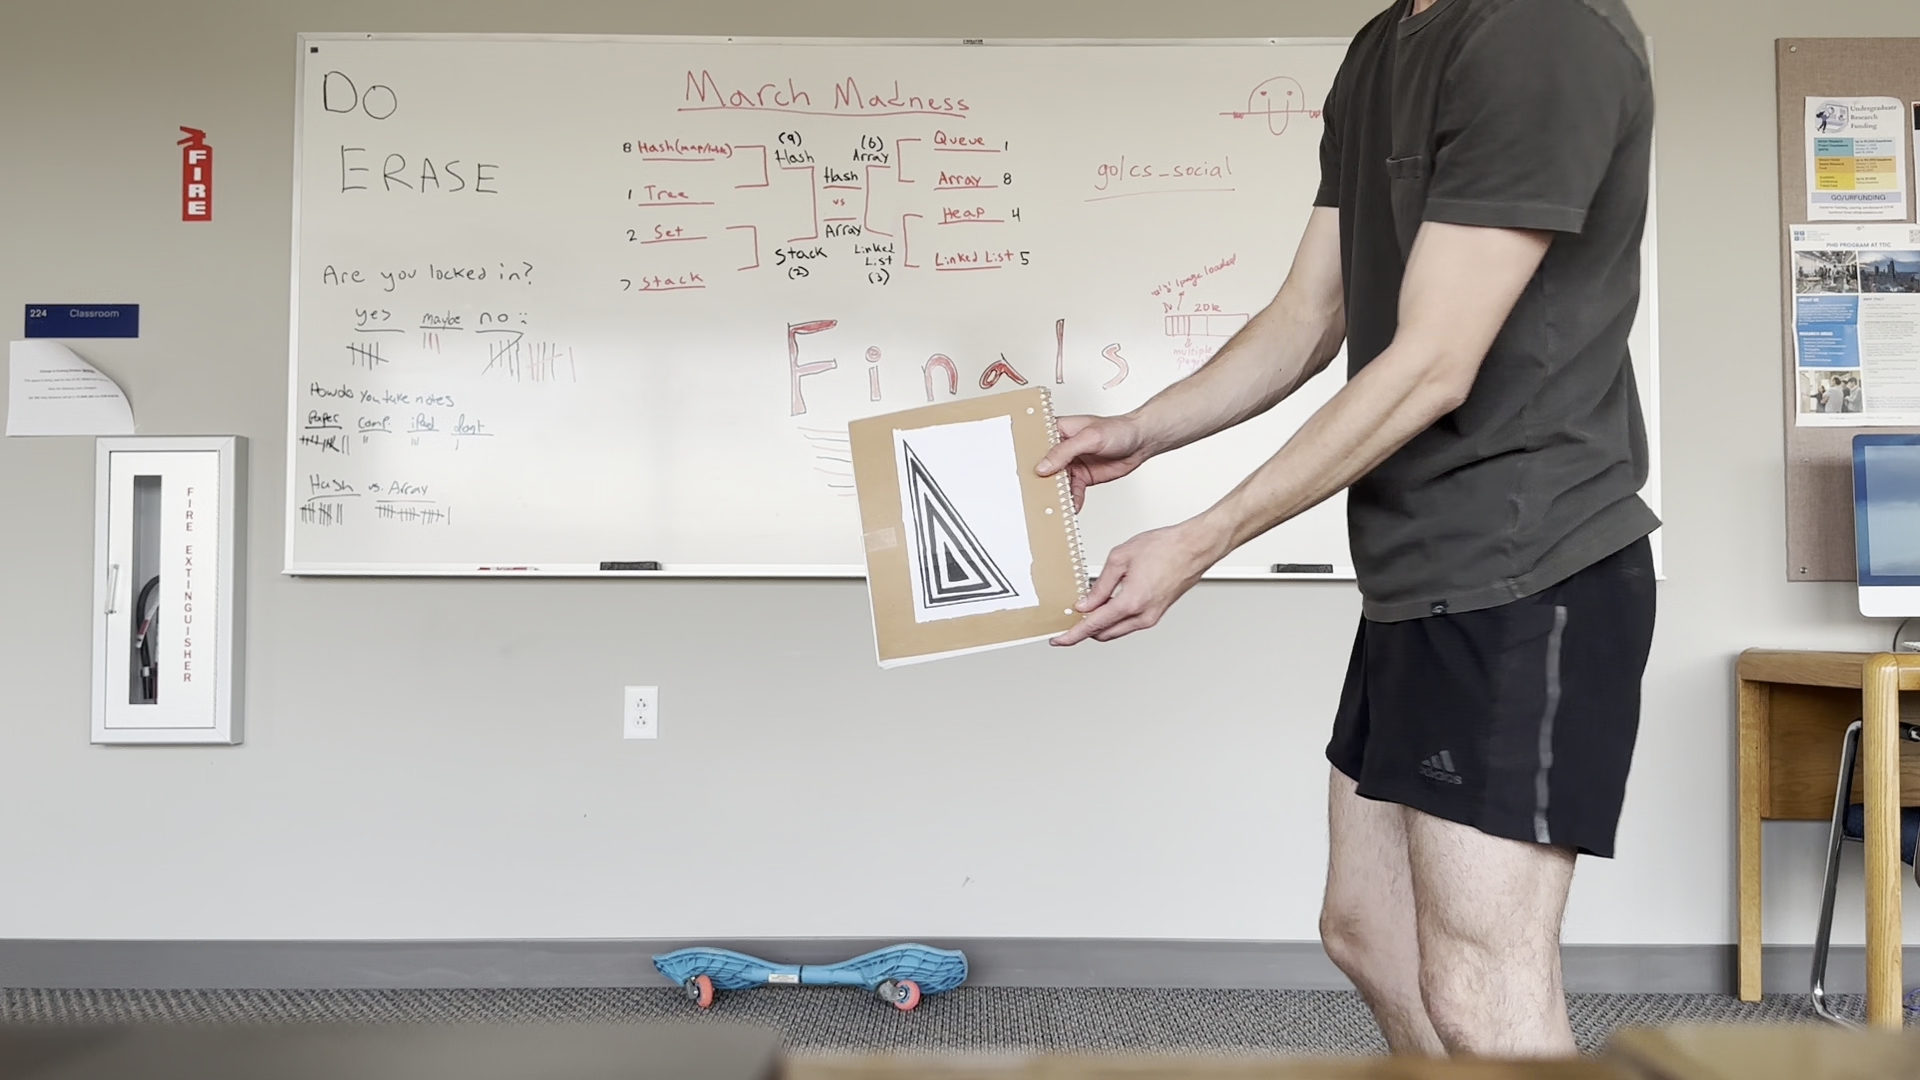 DO
ERASE
March Madness
8 Hash(map/table)
1 Tree
2 Set
7 Stack
(9)
Hash
Stack
(2)
Hash
vs
Array
(6)
Array
Linked
List
(3)
Queue 1
Array 8
Heap 4
Linked List 5
go/cs_social
Are you locked in?
yes maybe no :
How do you take notes
Paper comp. iPad dont
Hash vs. Array
Finals
page loaded
20k
multiple
pages
FIRE
224 Classroom
FIRE EXTINGUISHER
adidas
Undergraduate
Research
Funding
GO/URFUNDING
PHD PROGRAM AT TTIC